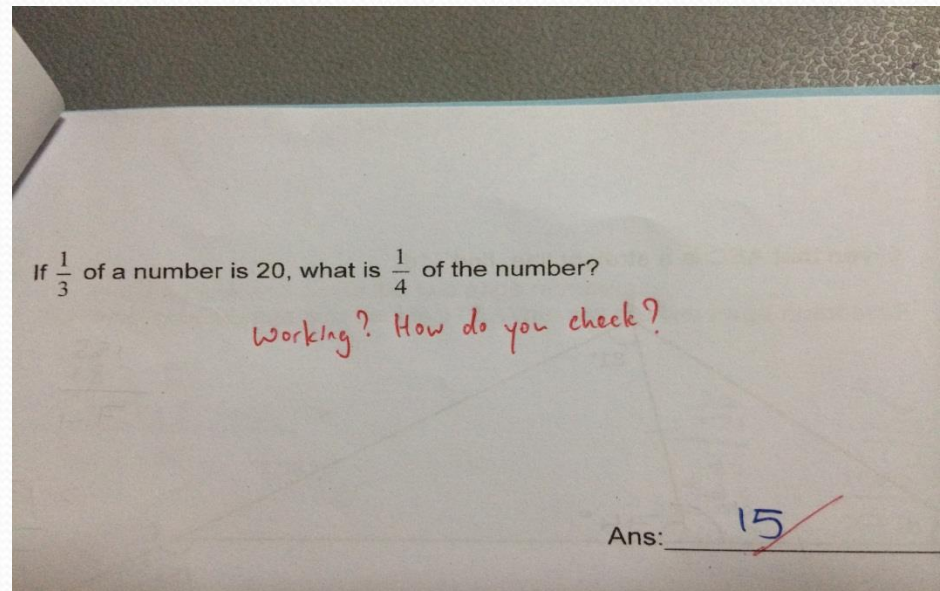 If 1/3 of a number is 20, what is 1/4 of the number?
Working? How do you check?
Ans: 15